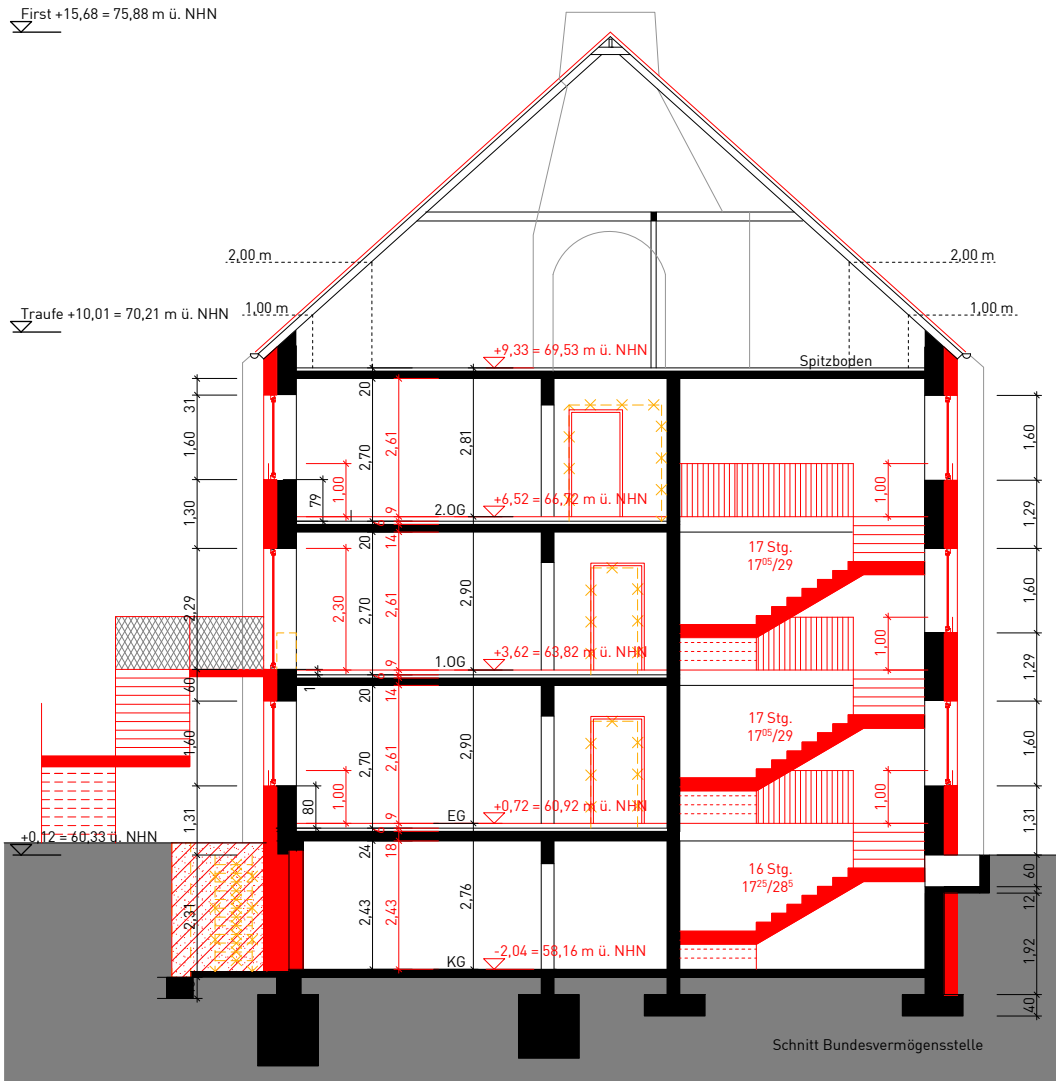 First +15,68 = 75,88 m ü. NHN
2,00 m
2,00 m
1,00 m
1,00 m
Traufe +10,01 = 70,21 m ü. NHN
+9,33 = 69,53 m ü. NHN
Spitzboden
31
20
1,60
2,70
2,61
2,81
1,60
1,00
1,00
79
+6,52 = 66,72 m ü. NHN
2.OG
9
1,30
1,29
20
14
17 Stg.
17⁰⁵/29
2,29
2,30
2,70
2,61
2,90
1,60
1,00
+3,62 = 63,82 m ü. NHN
1.OG
9
60
1
20
14
1,29
17 Stg.
17⁰⁵/29
1,60
2,70
2,61
2,90
1,60
1,00
1,00
80
+0,72 = 60,92 m ü. NHN
EG
9
1,31
1,31
+0,12 = 60,33 ü. NHN
24
18
16 Stg.
17²⁵/28⁵
60
12
2,31
2,43
2,43
2,76
1,92
-2,04 = 58,16 m ü. NHN
KG
40
Schnitt Bundesvermögensstelle